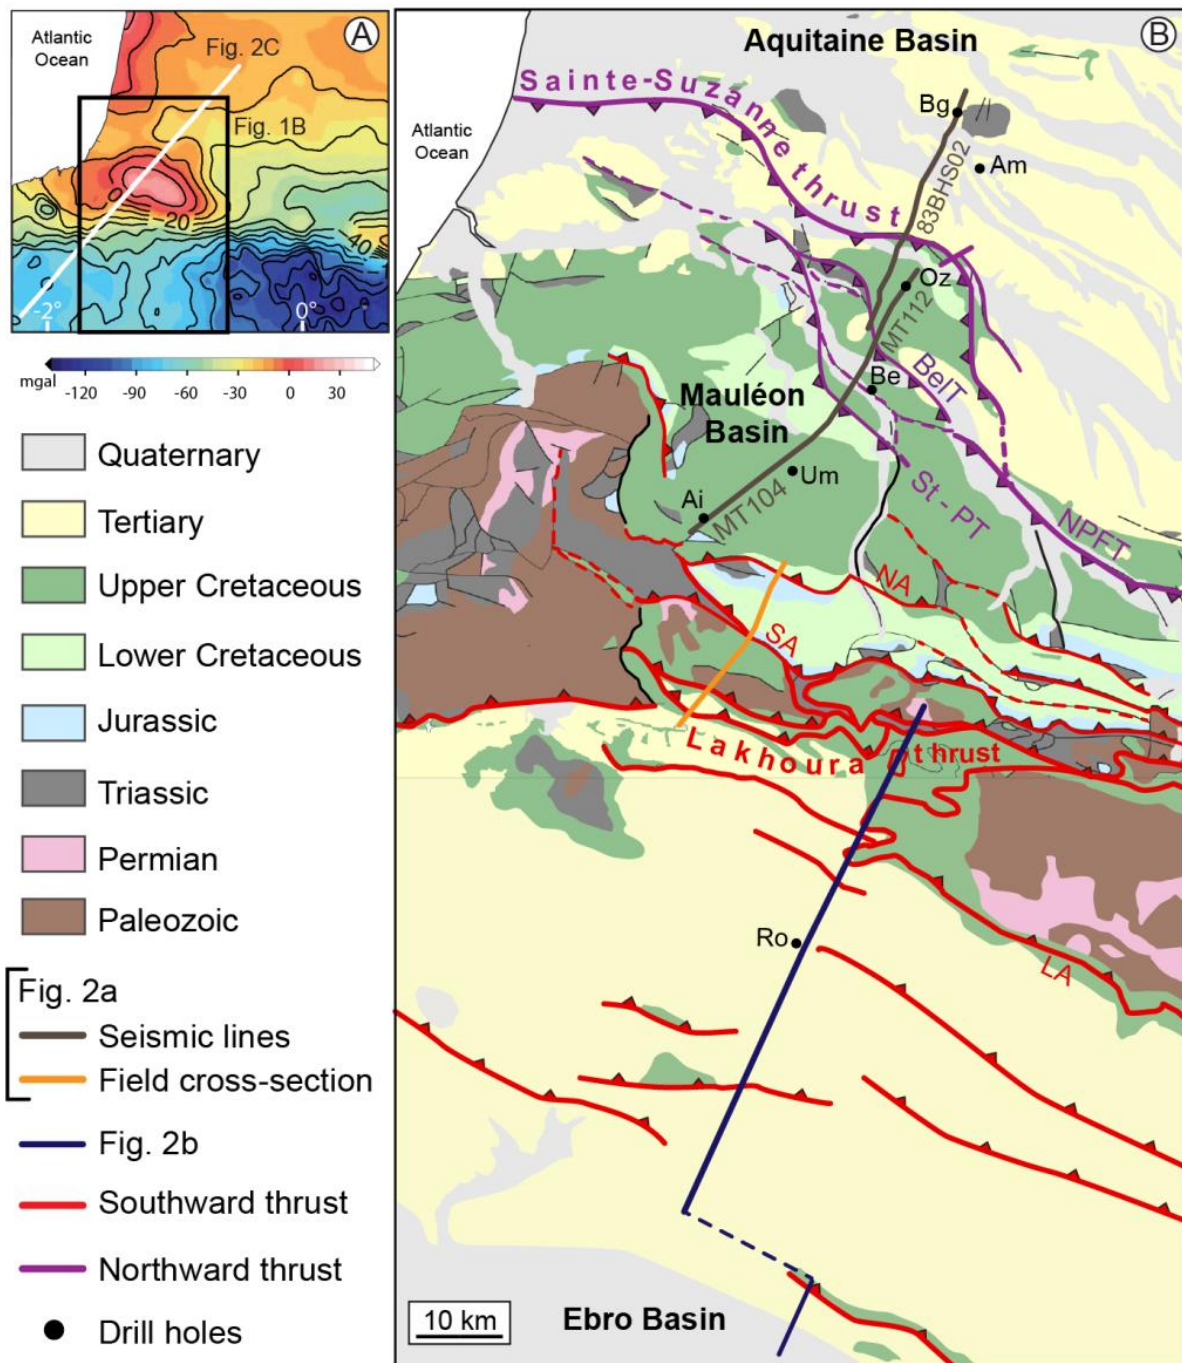 Atlantic
Ocean
Fig. 2C
A
Fig. 1B
0
-20
-40
-2°
0°
mgal
-120
-90
-60
-30
0
30
Quaternary
Tertiary
Upper Cretaceous
Lower Cretaceous
Jurassic
Triassic
Permian
Paleozoic
Fig. 2a
Seismic lines
Field cross-section
Fig. 2b
Southward thrust
Northward thrust
Drill holes
Aquitaine Basin
B
Sainte-Suzanne thrust
Atlantic
Ocean
Bg
Am
83BHS02
Oz
MT112
Be
BelT
Mauléon
Basin
Um
Ai
MT104
St - PT
NPFT
NA
SA
Lakhoura thrust
Ro
LA
10 km
Ebro Basin